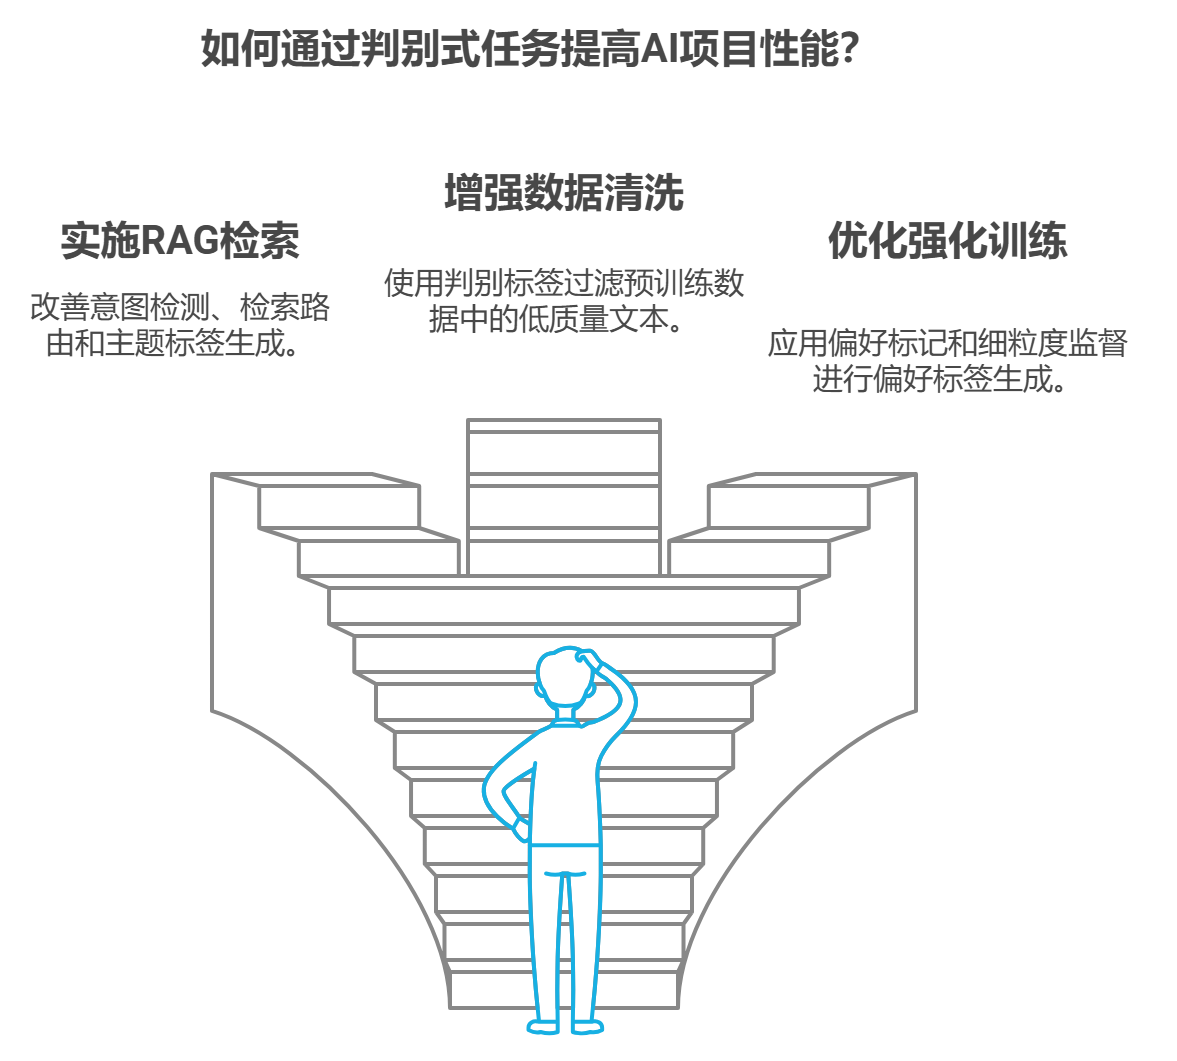 如何通过判别式任务提高AI项目性能？
增强数据清洗
使用判别标签过滤预训练数
据中的低质量文本。
实施RAG检索
改善意图检测、检索路
由和主题标签生成。
优化强化训练
应用偏好标记和细粒度监督
进行偏好标签生成。